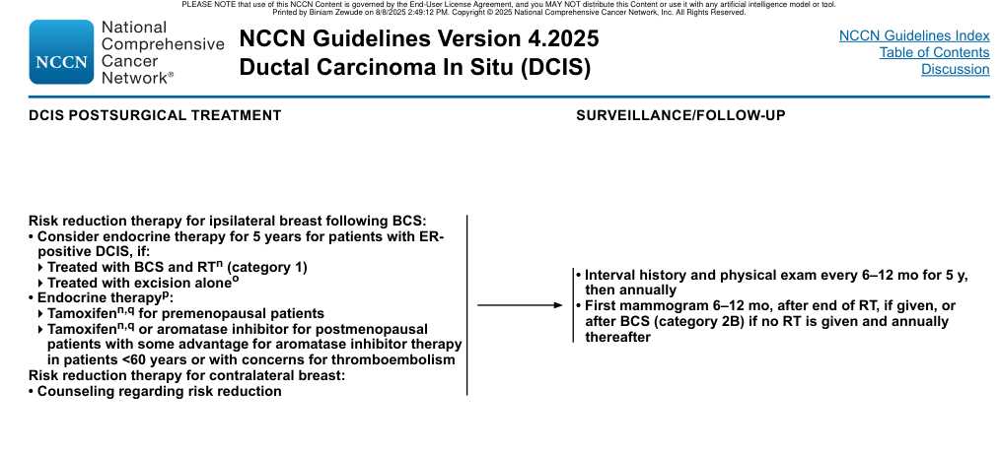 PLEASE NOTE that use of this NCCN Content is governed by the End-User License Agreement, and you MAY NOT distribute this Content or use it with any artificial intelligence model or tool.
Printed by Biniam Zewude on 8/8/2025 2:49:12 PM. Copyright © 2025 National Comprehensive Cancer Network, Inc. All Rights Reserved.
NCCN
National
Comprehensive
Cancer
Network®
NCCN Guidelines Version 4.2025
Ductal Carcinoma In Situ (DCIS)
NCCN Guidelines Index
Table of Contents
Discussion
DCIS POSTSURGICAL TREATMENT
SURVEILLANCE/FOLLOW-UP
Risk reduction therapy for ipsilateral breast following BCS:
• Consider endocrine therapy for 5 years for patients with ER-
positive DCIS, if:
Treated with BCS and RTn (category 1)
Treated with excision aloneo
• Endocrine therapyp:
Tamoxifenn,q for premenopausal patients
Tamoxifenn,q or aromatase inhibitor for postmenopausal
patients with some advantage for aromatase inhibitor therapy
in patients <60 years or with concerns for thromboembolism
Risk reduction therapy for contralateral breast:
• Counseling regarding risk reduction
• Interval history and physical exam every 6–12 mo for 5 y,
then annually
• First mammogram 6–12 mo, after end of RT, if given, or
after BCS (category 2B) if no RT is given and annually
thereafter